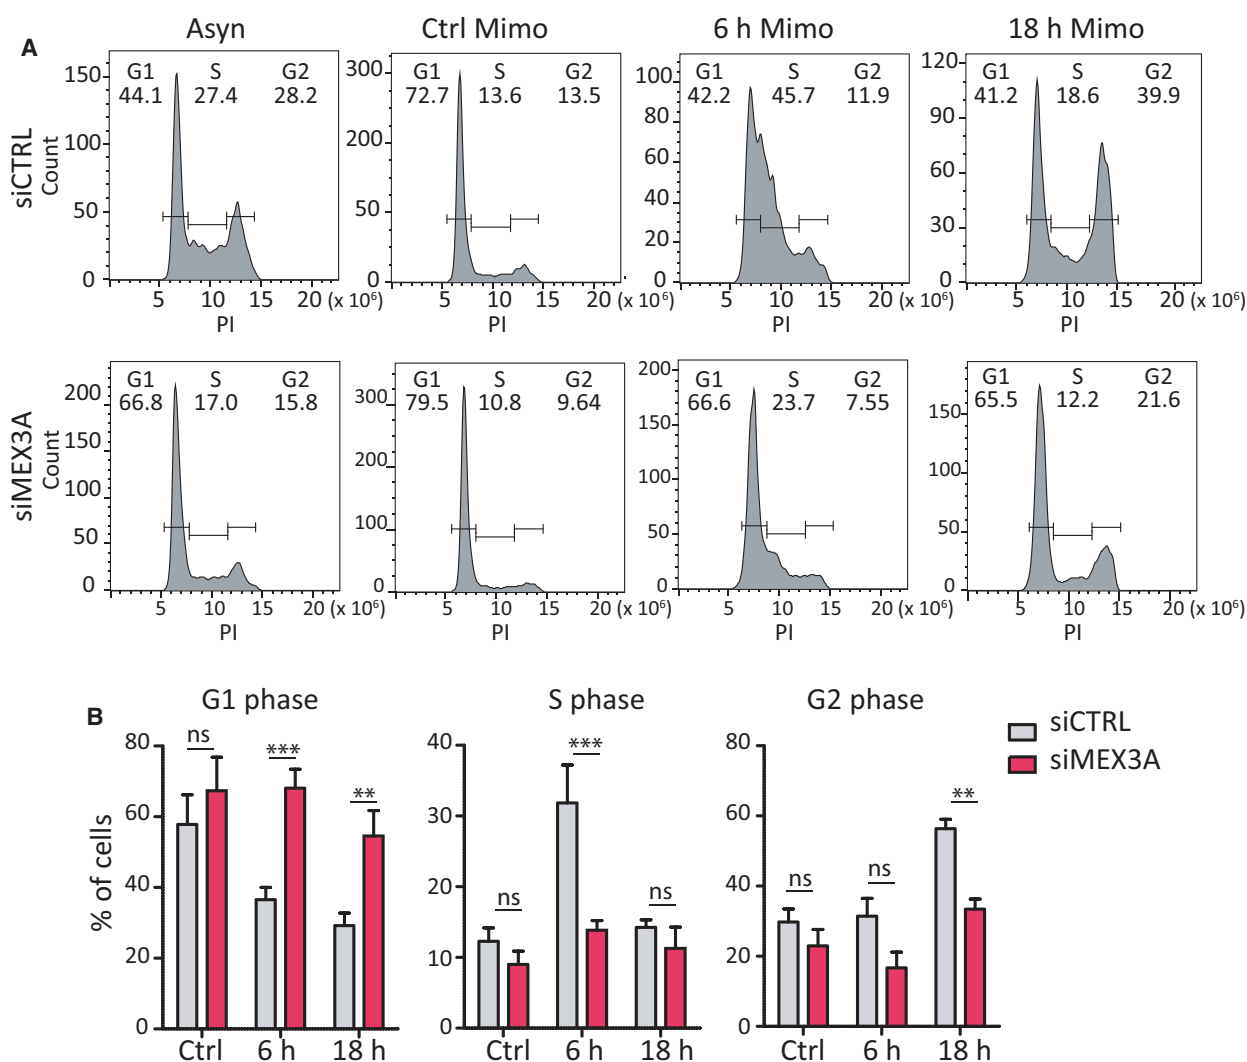 A
Asyn
Ctrl Mimo
6 h Mimo
18 h Mimo
siCTRL
Count
G1 S G2
44.1 27.4 28.2
150
100
50
0
5 10 15 20 (x 10⁶)
PI
G1 S G2
72.7 13.6 13.5
300
200
50
0
5 10 15 20 (x 10⁶)
PI
G1 S G2
42.2 45.7 11.9
100
80
60
40
20
0
5 10 15 20 (x 10⁶)
PI
G1 S G2
41.2 18.6 39.9
120
90
60
30
0
5 10 15 20 (x 10⁶)
PI
siMEX3A
Count
G1 S G2
66.8 17.0 15.8
200
150
100
50
0
5 10 15 20 (x 10⁶)
PI
G1 S G2
79.5 10.8 9.64
300
200
100
0
5 10 15 20 (x 10⁶)
PI
G1 S G2
66.6 23.7 7.55
200
150
100
50
0
5 10 15 20 (x 10⁶)
PI
G1 S G2
65.5 12.2 21.6
150
100
50
0
5 10 15 20 (x 10⁶)
PI
B
G1 phase
% of cells
80
60
40
20
0
ns *** **
Ctrl 6 h 18 h
S phase
40
30
20
10
0
ns *** ns
Ctrl 6 h 18 h
G2 phase
80
60
40
20
0
ns ns **
Ctrl 6 h 18 h
siCTRL
siMEX3A